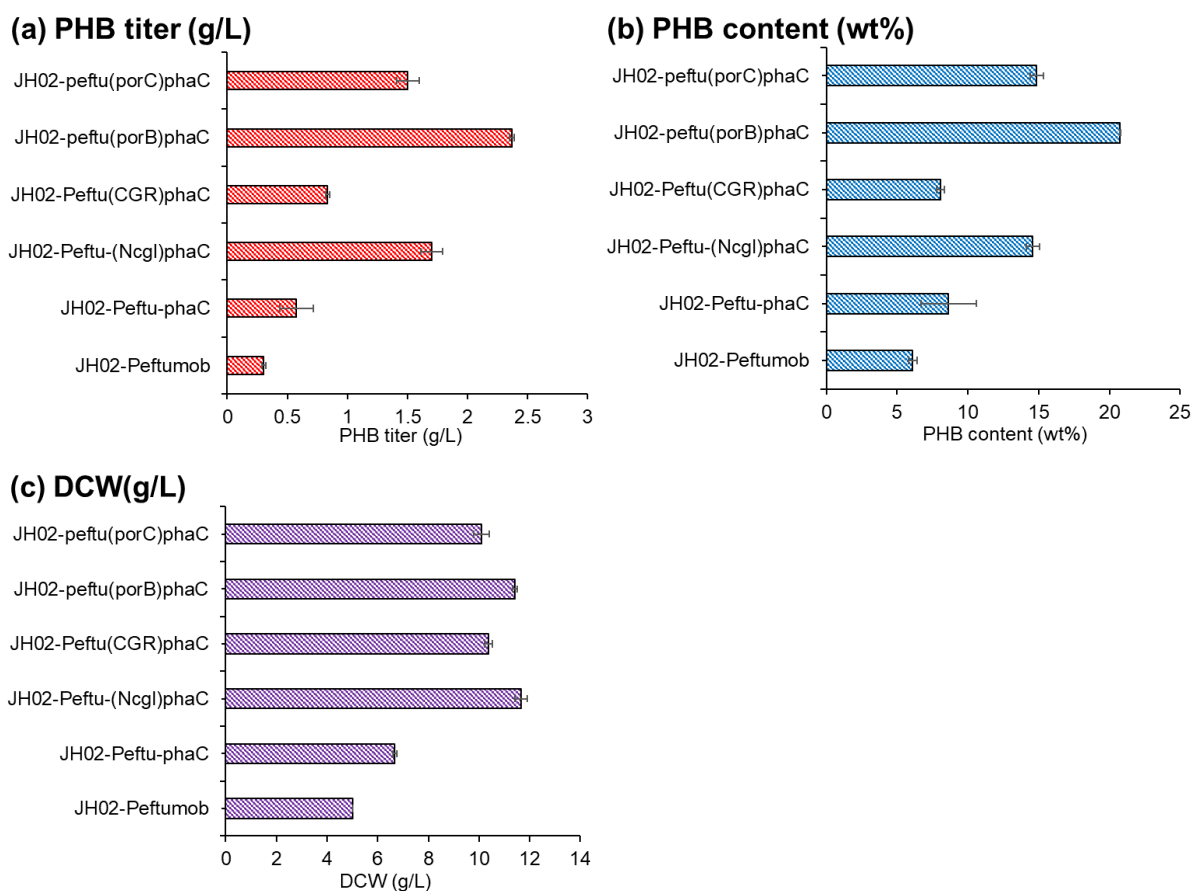 (a) PHB titer (g/L)
JH02-peftu(porC)phaC
JH02-peftu(porB)phaC
JH02-Peftu(CGR)phaC
JH02-Peftu-(Ncgl)phaC
JH02-Peftu-phaC
JH02-Peftumob
0 0.5 1 1.5 2 2.5 3
PHB titer (g/L)
(b) PHB content (wt%)
JH02-peftu(porC)phaC
JH02-peftu(porB)phaC
JH02-Peftu(CGR)phaC
JH02-Peftu-(Ncgl)phaC
JH02-Peftu-phaC
JH02-Peftumob
0 5 10 15 20 25
PHB content (wt%)
(c) DCW(g/L)
JH02-peftu(porC)phaC
JH02-peftu(porB)phaC
JH02-Peftu(CGR)phaC
JH02-Peftu-(Ncgl)phaC
JH02-Peftu-phaC
JH02-Peftumob
0 2 4 6 8 10 12 14
DCW (g/L)